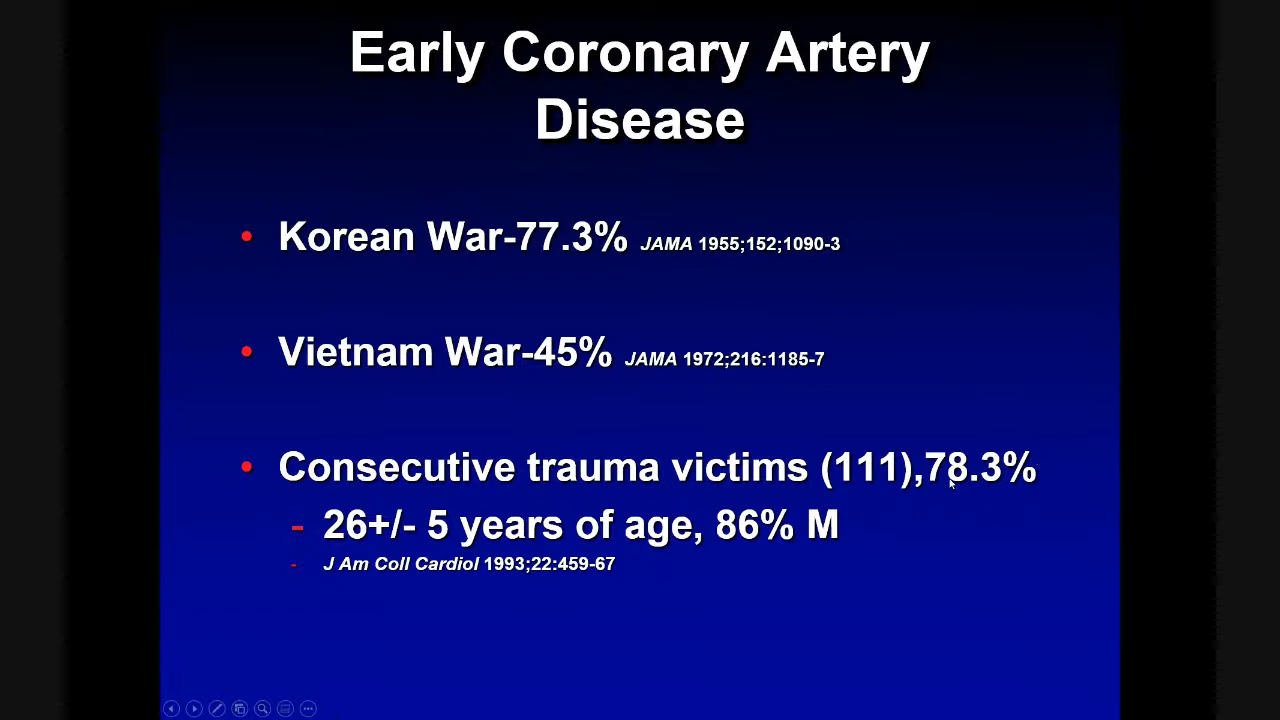 Early Coronary Artery
Disease
• Korean War-77.3% JAMA 1955;152;1090-3
• Vietnam War-45% JAMA 1972;216:1185-7
• Consecutive trauma victims (111),78.3%
- 26+/- 5 years of age, 86% M
- J Am Coll Cardiol 1993;22:459-67